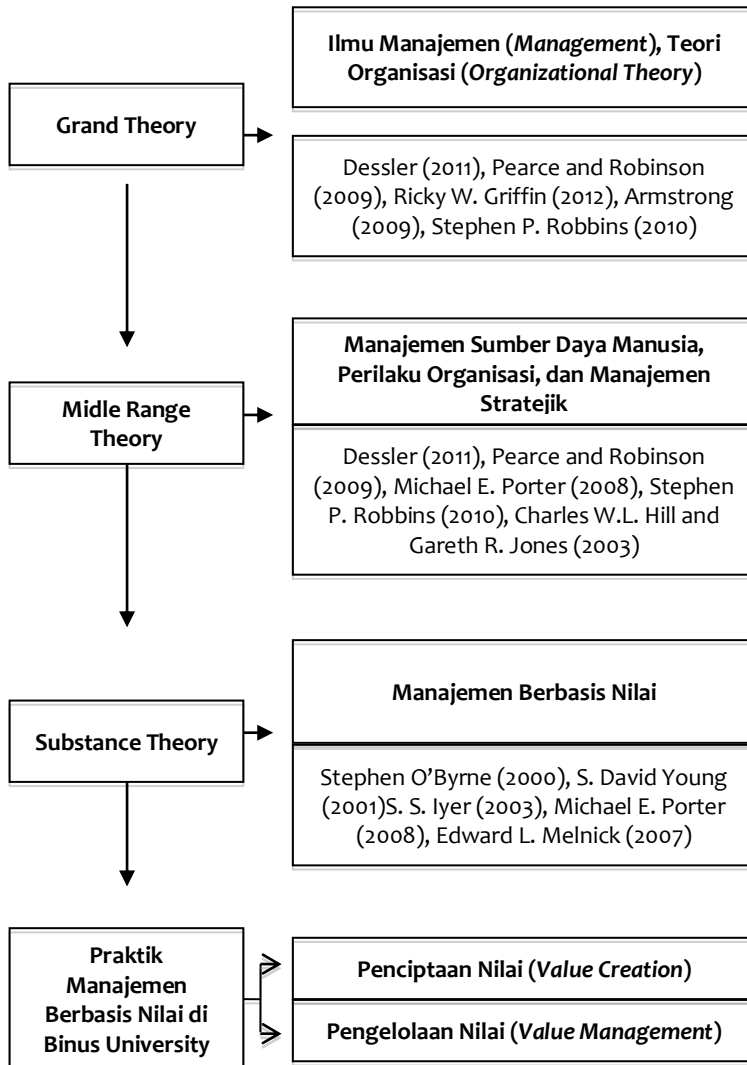 Ilmu Manajemen (Management), Teori
Organisasi (Organizational Theory)
Grand Theory
Dessler (2011), Pearce and Robinson
(2009), Ricky W. Griffin (2012), Armstrong
(2009), Stephen P. Robbins (2010)
Manajemen Sumber Daya Manusia,
Perilaku Organisasi, dan Manajemen
Stratejik
Midle Range
Theory
Dessler (2011), Pearce and Robinson
(2009), Michael E. Porter (2008), Stephen
P. Robbins (2010), Charles W.L. Hill and
Gareth R. Jones (2003)
Manajemen Berbasis Nilai
Substance Theory
Stephen O’Byrne (2000), S. David Young
(2001)S. S. Iyer (2003), Michael E. Porter
(2008), Edward L. Melnick (2007)
Praktik
Manajemen
Berbasis Nilai di
Binus University
Penciptaan Nilai (Value Creation)
Pengelolaan Nilai (Value Management)